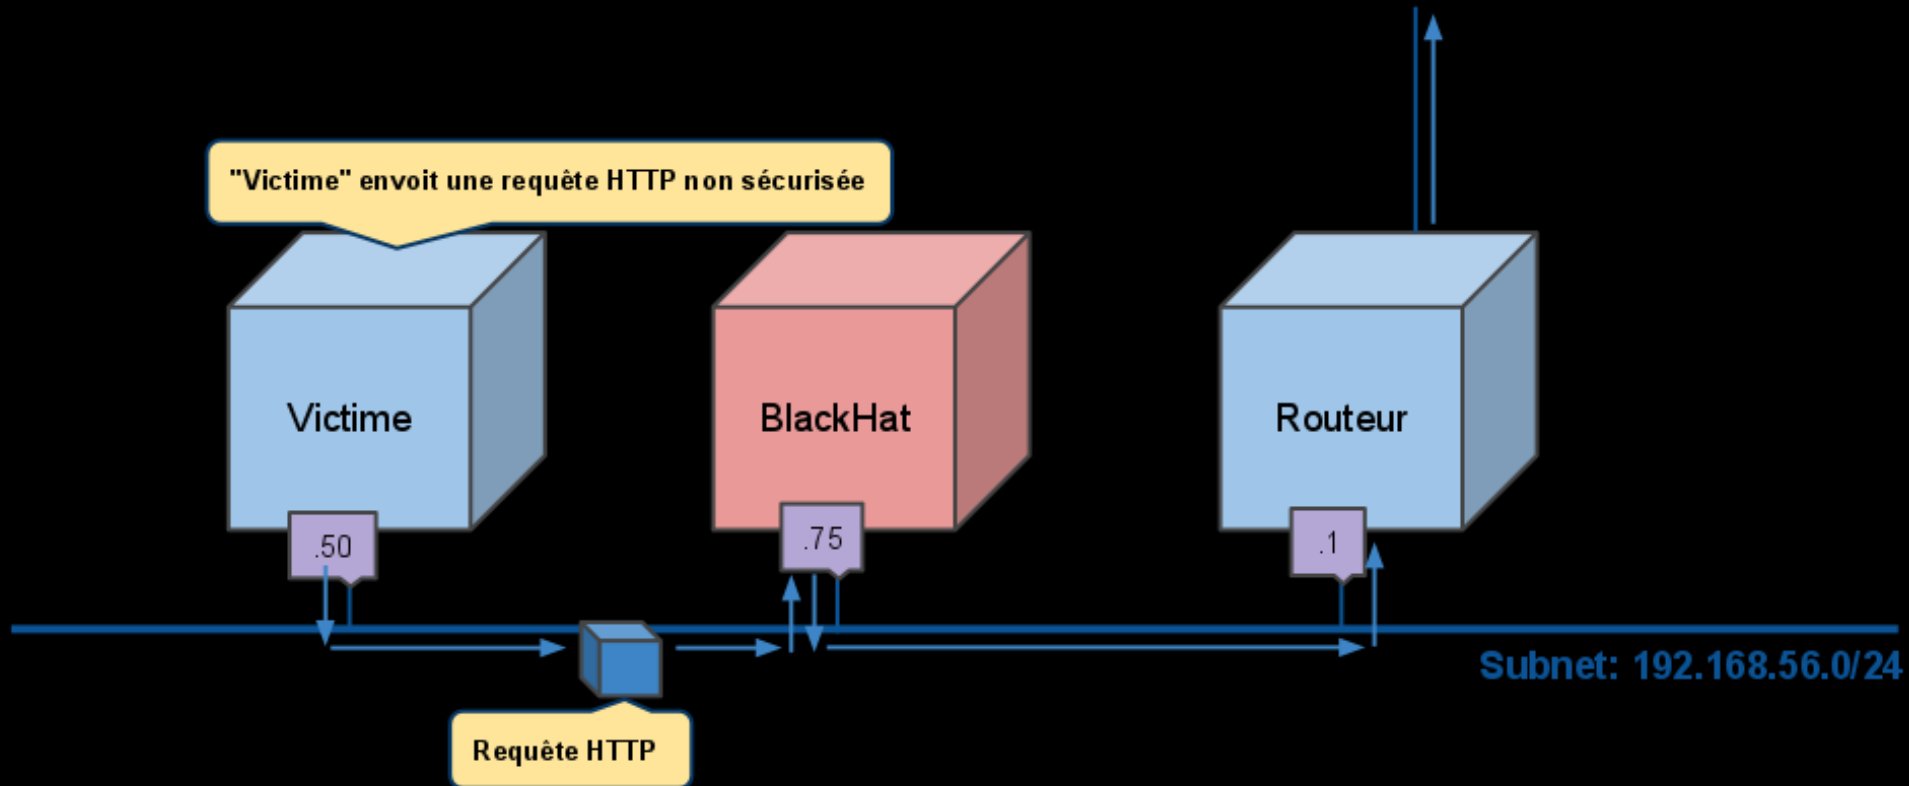 "Victime" envoit une requête HTTP non sécurisée
Victime
BlackHat
Routeur
.50
.75
.1
Subnet: 192.168.56.0/24
Requête HTTP